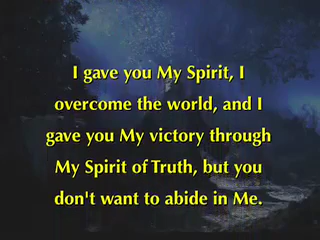 I gave you My Spirit, I
overcome the world, and I
gave you My victory through
My Spirit of Truth, but you
don't want to abide in Me.